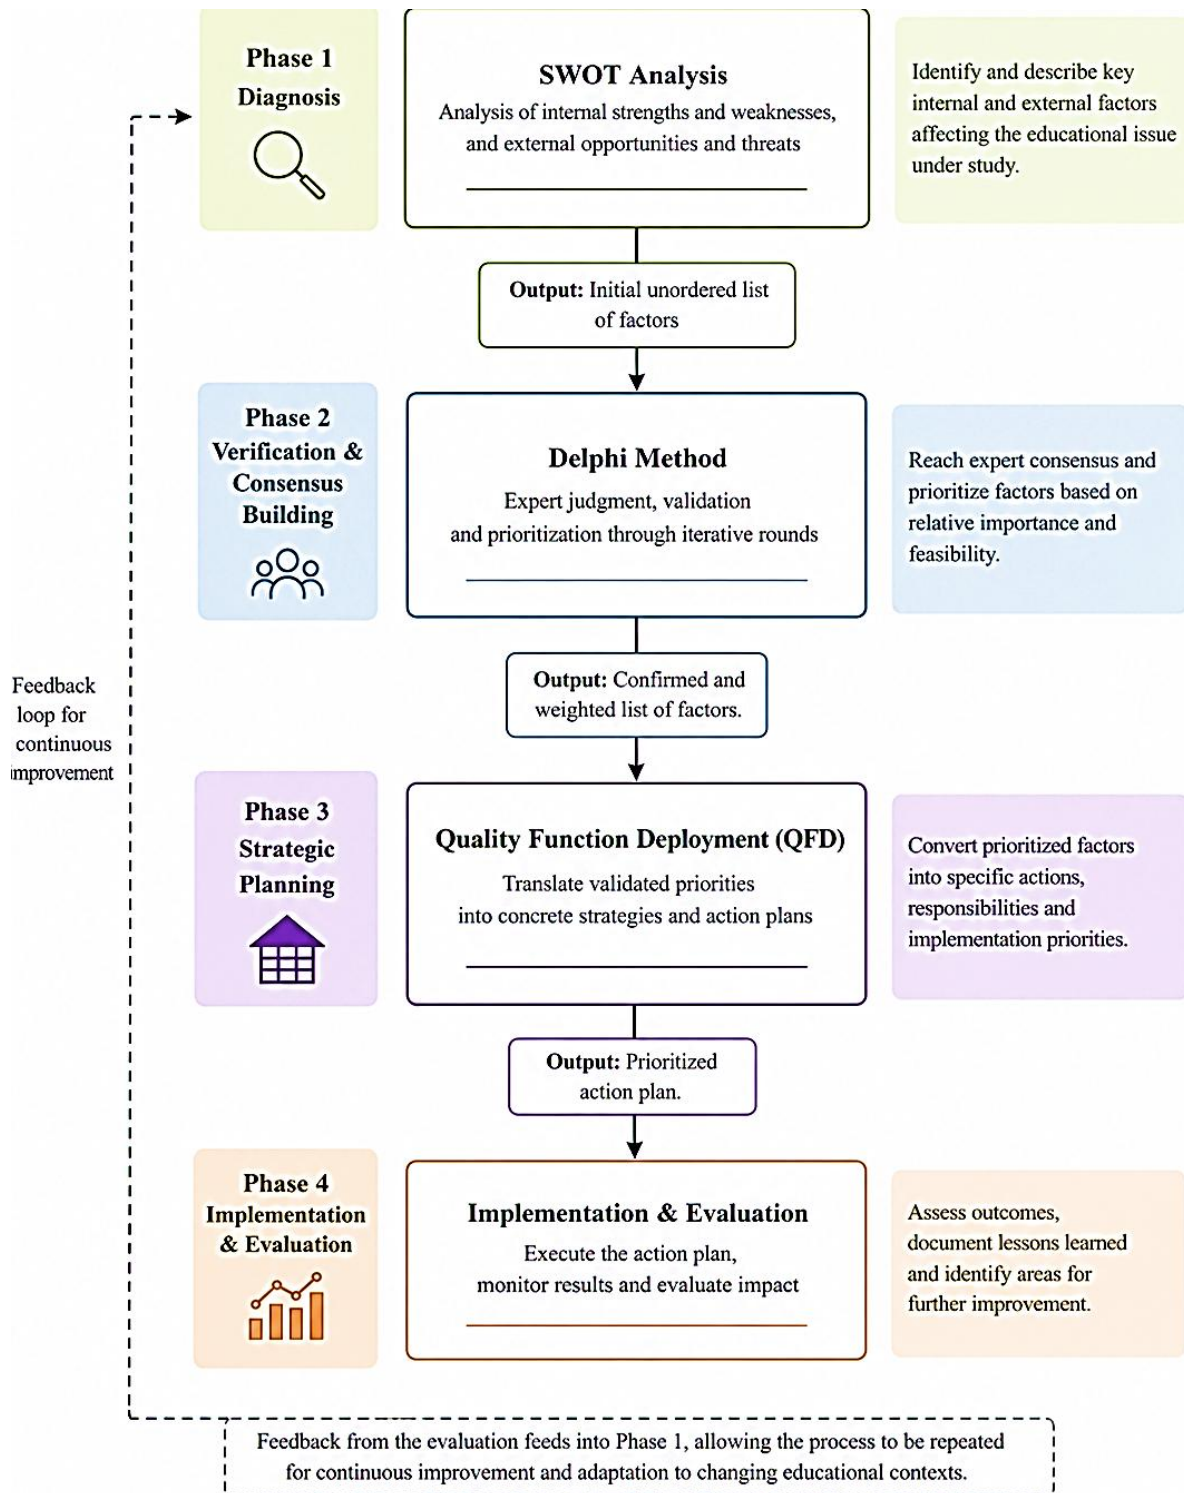 Phase 1
Diagnosis
SWOT Analysis
Analysis of internal strengths and weaknesses,
and external opportunities and threats
Identify and describe key
internal and external factors
affecting the educational issue
under study.
Output: Initial unordered list
of factors
Phase 2
Verification &
Consensus
Building
Delphi Method
Expert judgment, validation
and prioritization through iterative rounds
Reach expert consensus and
prioritize factors based on
relative importance and
feasibility.
Output: Confirmed and
weighted list of factors.
Feedback
loop for
continuous
improvement
Phase 3
Strategic
Planning
Quality Function Deployment (QFD)
Translate validated priorities
into concrete strategies and action plans
Convert prioritized factors
into specific actions,
responsibilities and
implementation priorities.
Output: Prioritized
action plan.
Phase 4
Implementation
& Evaluation
Implementation & Evaluation
Execute the action plan,
monitor results and evaluate impact
Assess outcomes,
document lessons learned
and identify areas for
further improvement.
Feedback from the evaluation feeds into Phase 1, allowing the process to be repeated
for continuous improvement and adaptation to changing educational contexts.